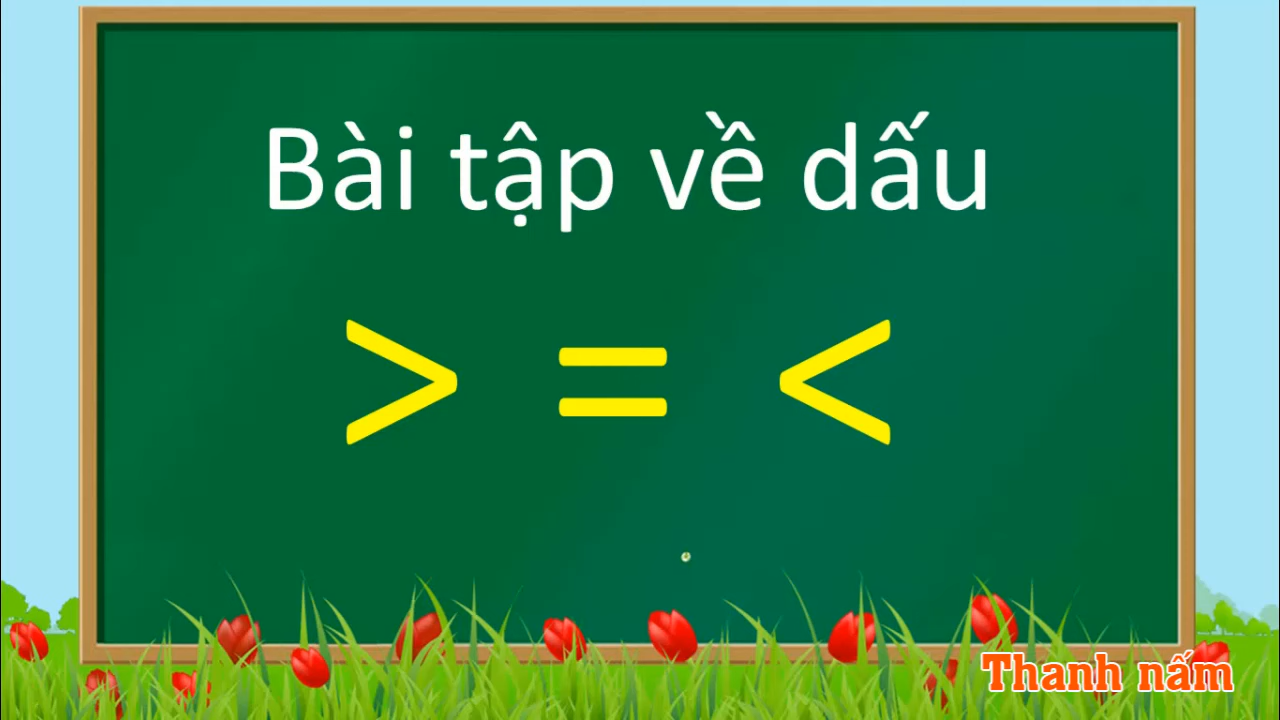 Bài tập về dấu
> = <
Thanh nấm